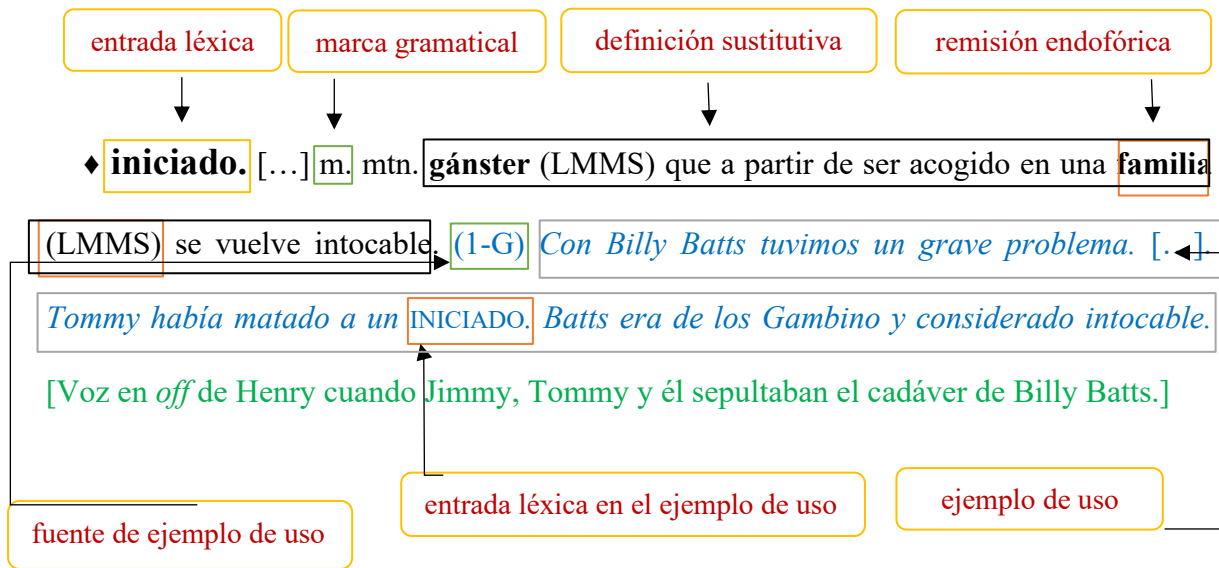 entrada léxica
marca gramatical
definición sustitutiva
remisión endofórica
♦ iniciado. […] m. mtn. gánster (LMMS) que a partir de ser acogido en una familia
(LMMS) se vuelve intocable. (1-G) Con Billy Batts tuvimos un grave problema. […].
Tommy había matado a un INICIADO. Batts era de los Gambino y considerado intocable.
[Voz en off de Henry cuando Jimmy, Tommy y él sepultaban el cadáver de Billy Batts.]
fuente de ejemplo de uso
entrada léxica en el ejemplo de uso
ejemplo de uso